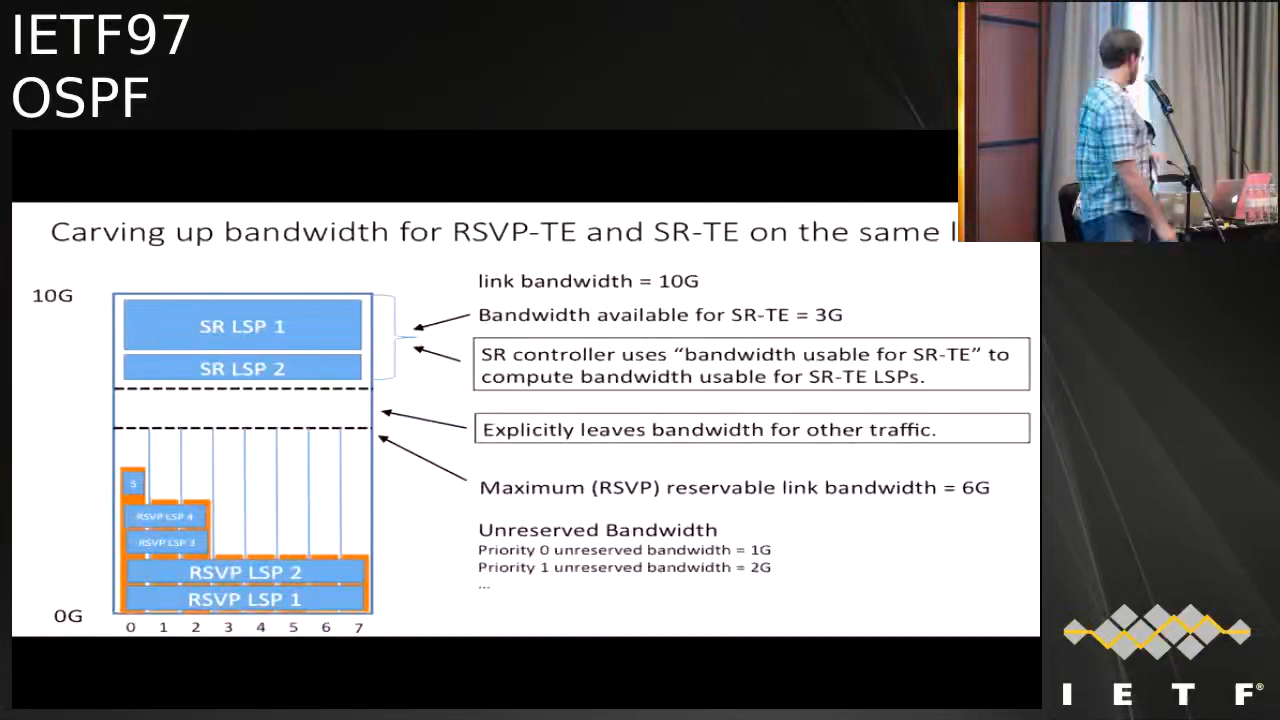 IETF97
OSPF
Carving up bandwidth for RSVP-TE and SR-TE on the same l
10G
link bandwidth = 10G
SR LSP 1
Bandwidth available for SR-TE = 3G
SR LSP 2
SR controller uses “bandwidth usable for SR-TE” to
compute bandwidth usable for SR-TE LSPs.
Explicitly leaves bandwidth for other traffic.
Maximum (RSVP) reservable link bandwidth = 6G
5
RSVP LSP 4
RSVP LSP 3
RSVP LSP 2
RSVP LSP 1
Unreserved Bandwidth
Priority 0 unreserved bandwidth = 1G
Priority 1 unreserved bandwidth = 2G
...
0G
0 1 2 3 4 5 6 7
I E T F®